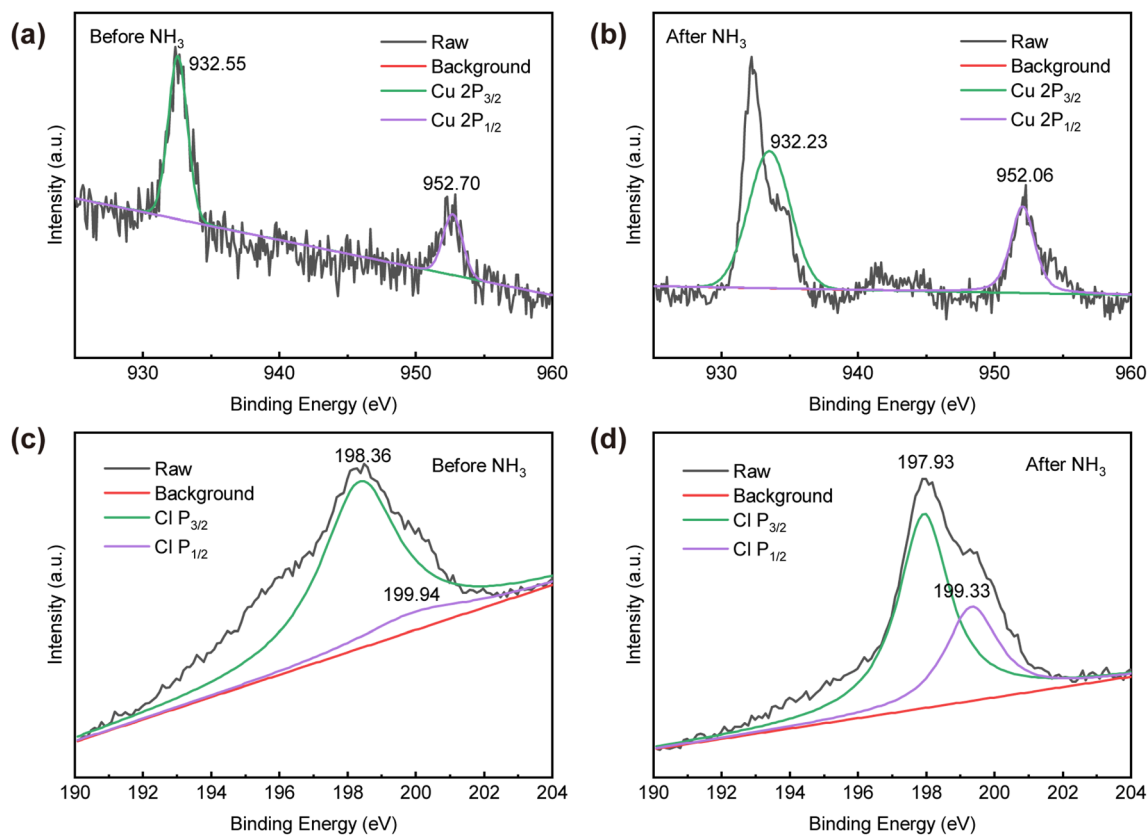 (a)
Before NH₃
932.55
952.70
Raw
Background
Cu 2P₃/₂
Cu 2P₁/₂
Intensity (a.u.)
930
940
950
960
Binding Energy (eV)
(b)
After NH₃
932.23
952.06
Raw
Background
Cu 2P₃/₂
Cu 2P₁/₂
Intensity (a.u.)
930
940
950
960
Binding Energy (eV)
(c)
Raw
Background
Cl P₃/₂
Cl P₁/₂
198.36
Before NH₃
199.94
Intensity (a.u.)
190
192
194
196
198
200
202
204
Binding Energy (eV)
(d)
Raw
Background
Cl P₃/₂
Cl P₁/₂
197.93
After NH₃
199.33
Intensity (a.u.)
190
192
194
196
198
200
202
204
Binding Energy (eV)